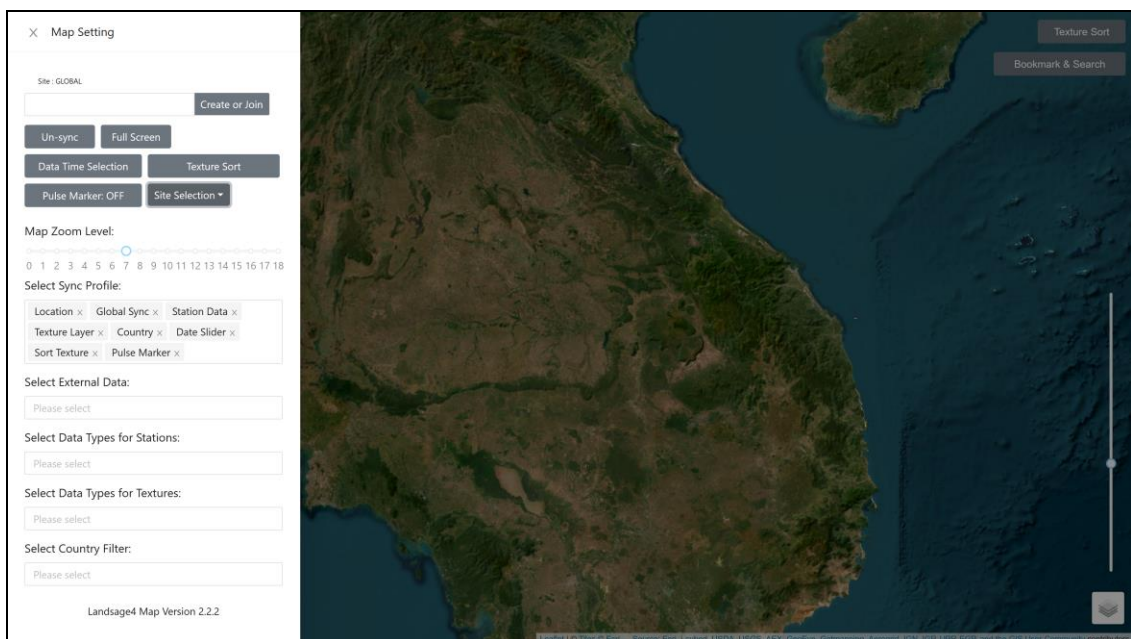 Map Setting
Site : GLOBAL
Create or Join
Un-sync Full Screen
Data Time Selection Texture Sort
Pulse Marker: OFF Site Selection
Map Zoom Level:
0 1 2 3 4 5 6 7 8 9 10 11 12 13 14 15 16 17 18
Select Sync Profile:
Location × Global Sync × Station Data ×
Texture Layer × Country × Date Slider ×
Sort Texture × Pulse Marker ×
Select External Data:
Please select
Select Data Types for Stations:
Please select
Select Data Types for Textures:
Please select
Select Country Filter:
Please select
Landsage4 Map Version 2.2.2
Texture Sort
Bookmark & Search